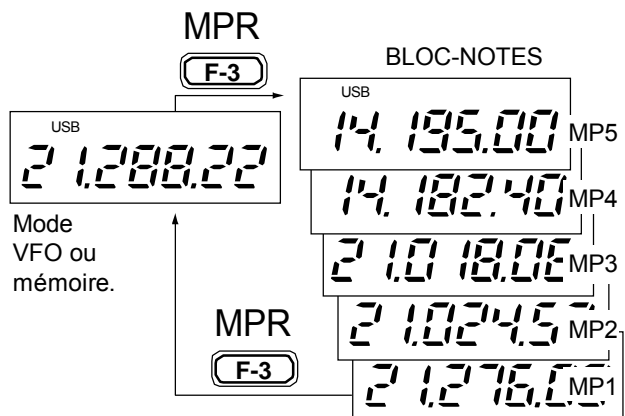 MPR
F-3
BLOC-NOTES
USB
14.195.00 MP5
14.182.40 MP4
21.018.0 MP3
21.024.5 MP2
21.276. MP1
USB
21.288.22
Mode
VFO ou
mémoire.
MPR
F-3